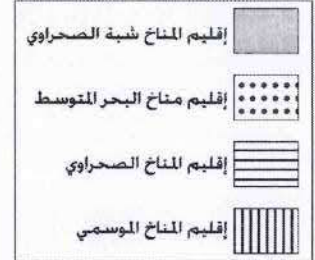 إقليم المناخ شبة الصحراوي
إقليم مناخ البحر المتوسط
إقليم المناخ الصحراوي
إقليم المناخ الموسمي